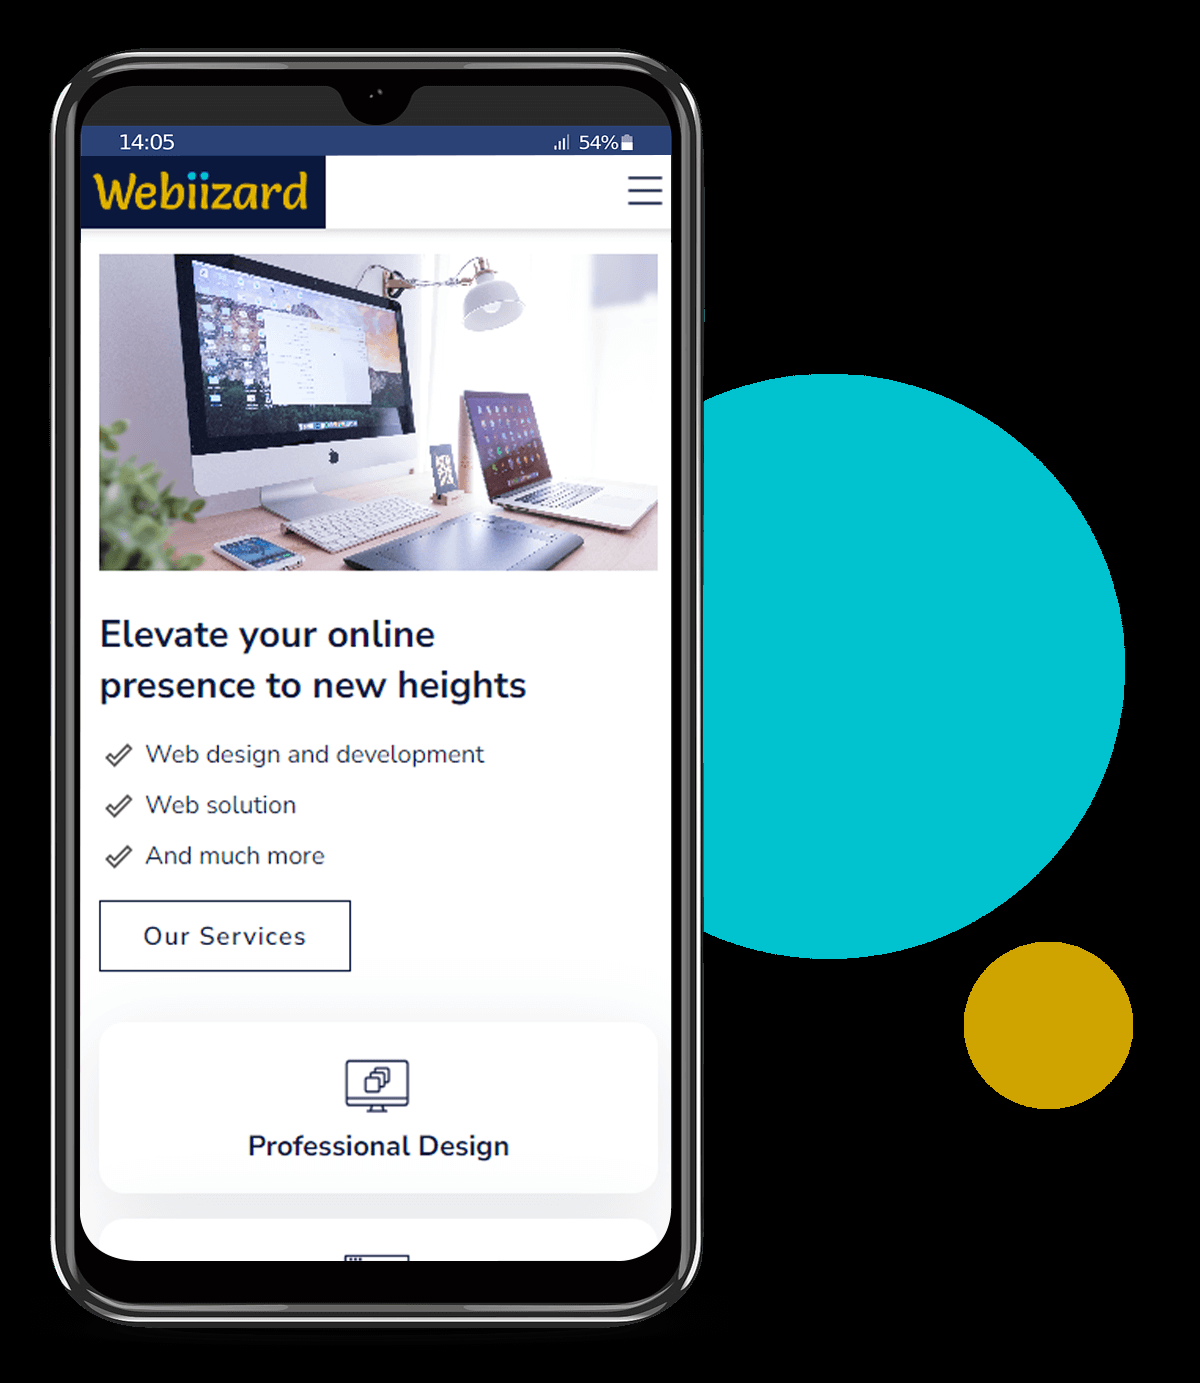 14:05
54%
Webiizard
Elevate your online
presence to new heights
Web design and development
Web solution
And much more
Our Services
Professional Design